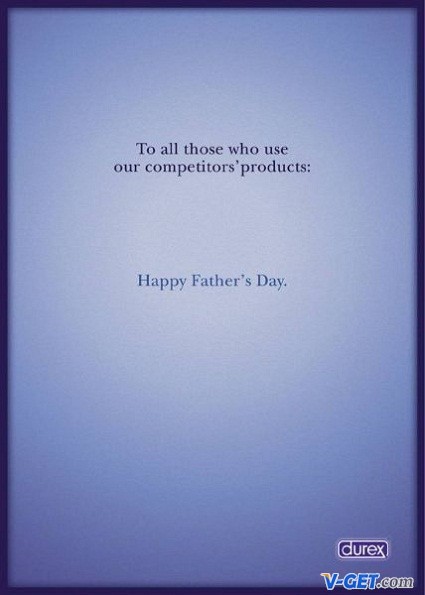 To all those who use
our competitors' products:
Happy Father's Day.
durex
V-GET.com